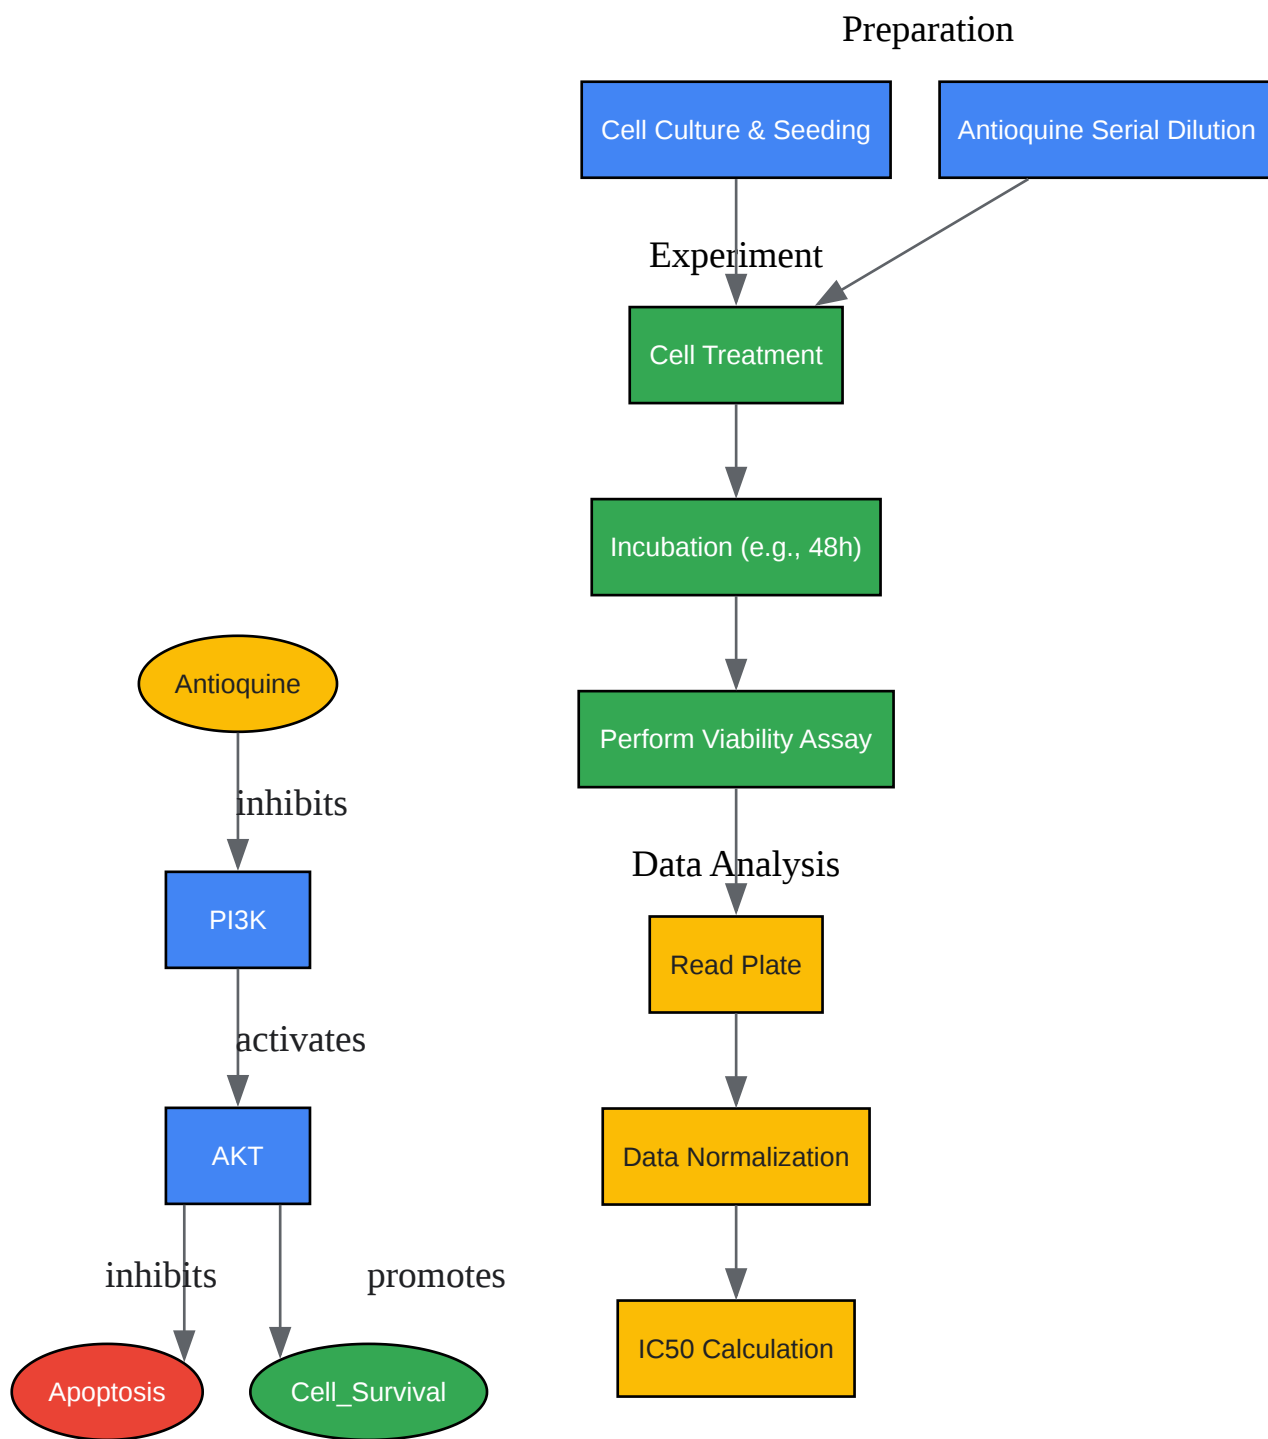 Preparation
Cell Culture & Seeding
Antioquine Serial Dilution
Experiment
Cell Treatment
Incubation (e.g., 48h)
Perform Viability Assay
Data Analysis
Read Plate
Data Normalization
IC50 Calculation
Antioquine
inhibits
PI3K
activates
AKT
inhibits
promotes
Apoptosis
Cell_Survival